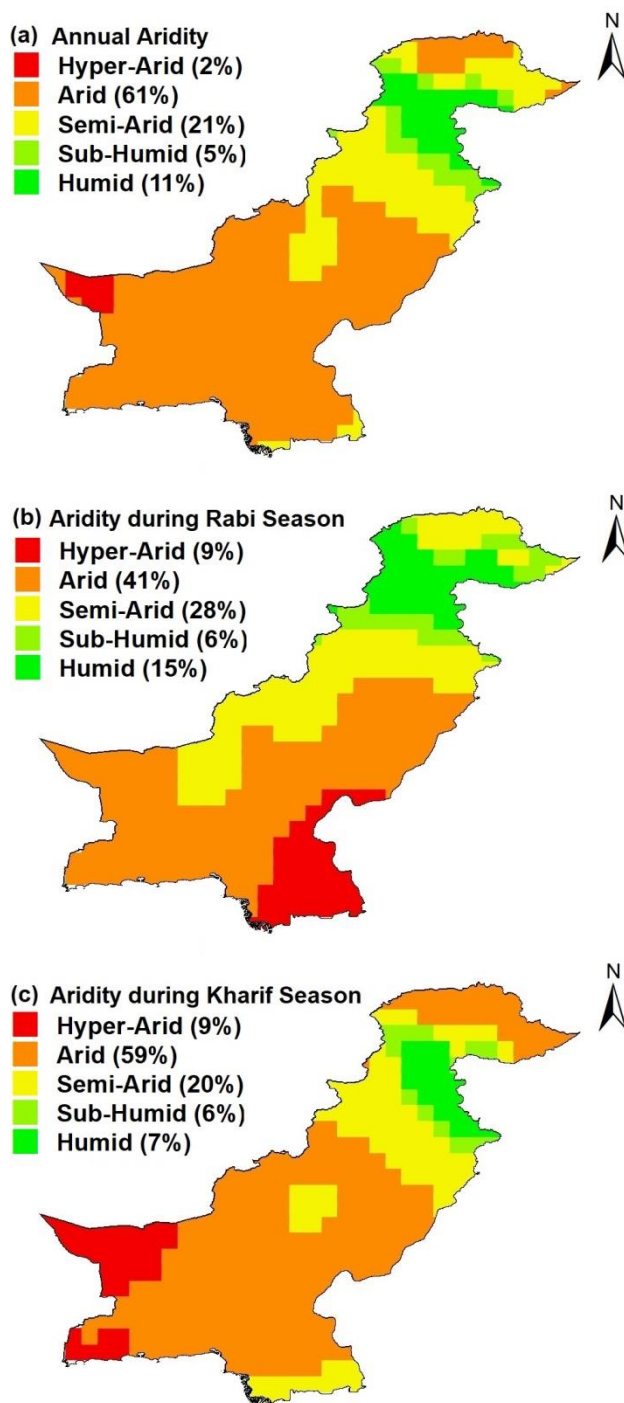 N
(a) Annual Aridity
Hyper-Arid (2%)
Arid (61%)
Semi-Arid (21%)
Sub-Humid (5%)
Humid (11%)
N
(b) Aridity during Rabi Season
Hyper-Arid (9%)
Arid (41%)
Semi-Arid (28%)
Sub-Humid (6%)
Humid (15%)
N
(c) Aridity during Kharif Season
Hyper-Arid (9%)
Arid (59%)
Semi-Arid (20%)
Sub-Humid (6%)
Humid (7%)